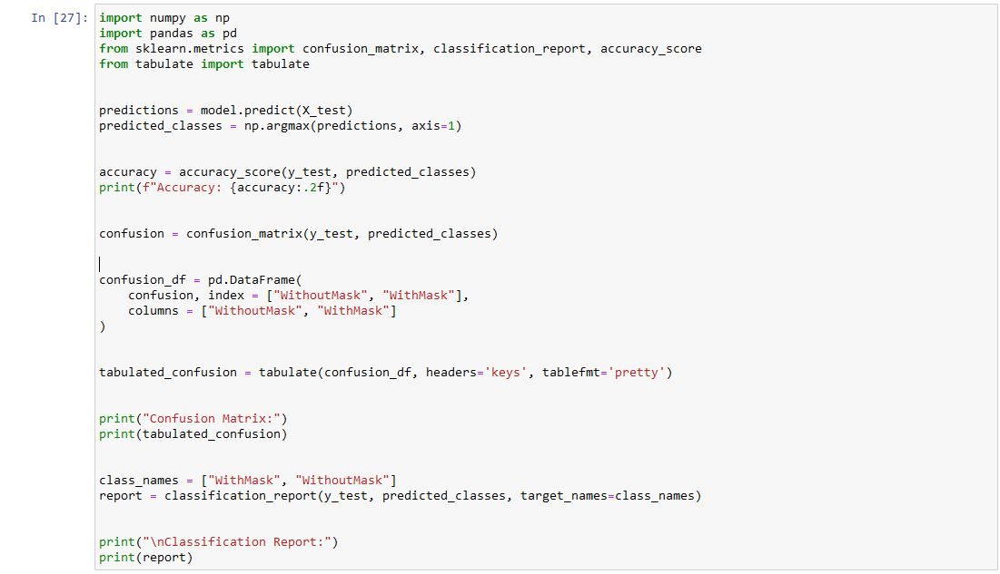 In [27]: import numpy as np
import pandas as pd
from sklearn.metrics import confusion_matrix, classification_report, accuracy_score
from tabulate import tabulate
predictions = model.predict(X_test)
predicted_classes = np.argmax(predictions, axis=1)
accuracy = accuracy_score(y_test, predicted_classes)
print(f"Accuracy: {accuracy:.2f}")
confusion = confusion_matrix(y_test, predicted_classes)
confusion_df = pd.DataFrame(
    confusion, index = ["WithoutMask", "WithMask"],
    columns = ["WithoutMask", "WithMask"]
)
tabulated_confusion = tabulate(confusion_df, headers='keys', tablefmt='pretty')
print("Confusion Matrix:")
print(tabulated_confusion)
class_names = ["WithMask", "WithoutMask"]
report = classification_report(y_test, predicted_classes, target_names=class_names)
print("\nClassification Report:")
print(report)